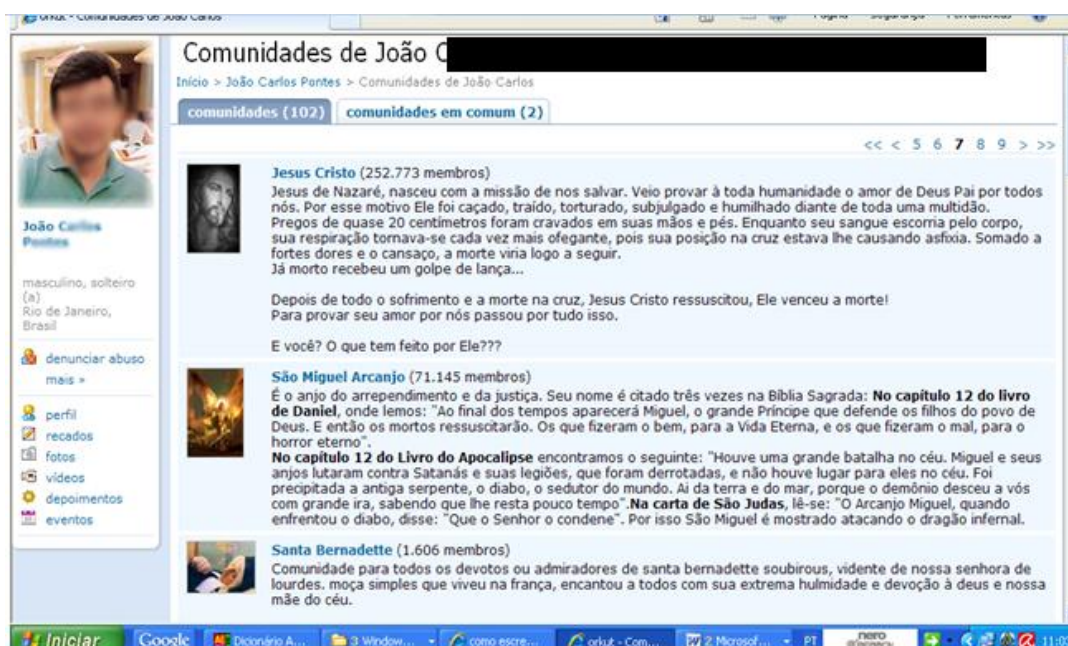 orkut - Comunidades de João Carlos
Página Segurança Ferramentas
Comunidades de João C
Início > João Carlos Pontes > Comunidades de João Carlos
comunidades (102) comunidades em comum (2)
<< < 5 6 7 8 9 > >>
João Carlos
Pontes
masculino, solteiro
(a)
Rio de Janeiro,
Brasil
denunciar abuso
mais »
perfil
recados
fotos
vídeos
depoimentos
eventos
Jesus Cristo (252.773 membros)
Jesus de Nazaré, nasceu com a missão de nos salvar. Veio provar à toda humanidade o amor de Deus Pai por todos
nós. Por esse motivo Ele foi caçado, traído, torturado, subjulgado e humilhado diante de toda uma multidão.
Pregos de quase 20 centímetros foram cravados em suas mãos e pés. Enquanto seu sangue escorria pelo corpo,
sua respiração tornava-se cada vez mais ofegante, pois sua posição na cruz estava lhe causando asfixia. Somado a
fortes dores e o cansaço, a morte viria logo a seguir.
Já morto recebeu um golpe de lança...
Depois de todo o sofrimento e a morte na cruz, Jesus Cristo ressuscitou, Ele venceu a morte!
Para provar seu amor por nós passou por tudo isso.
E você? O que tem feito por Ele???
São Miguel Arcanjo (71.145 membros)
É o anjo do arrependimento e da justiça. Seu nome é citado três vezes na Bíblia Sagrada: No capítulo 12 do livro
de Daniel, onde lemos: "Ao final dos tempos aparecerá Miguel, o grande Príncipe que defende os filhos do povo de
Deus. E então os mortos ressuscitarão. Os que fizeram o bem, para a Vida Eterna, e os que fizeram o mal, para o
horror eterno".
No capítulo 12 do Livro do Apocalipse encontramos o seguinte: "Houve uma grande batalha no céu. Miguel e seus
anjos lutaram contra Satanás e suas legiões, que foram derrotadas, e não houve lugar para eles no céu. Foi
precipitada a antiga serpente, o diabo, o sedutor do mundo. Ai da terra e do mar, porque o demônio desceu a vós
com grande ira, sabendo que lhe resta pouco tempo".Na carta de São Judas, lê-se: "O Arcanjo Miguel, quando
enfrentou o diabo, disse: "Que o Senhor o condene". Por isso São Miguel é mostrado atacando o dragão infernal.
Santa Bernadette (1.606 membros)
Comunidade para todos os devotos ou admiradores de santa bernadette soubirous, vidente de nossa senhora de
lourdes. moça simples que viveu na frança, encantou a todos com sua extrema hulmidade e devoção à deus e nossa
mãe do céu.
Iniciar Google Dicionário A... 3 Window... como escre... orkut - Com... 2 Microsof... PT nero